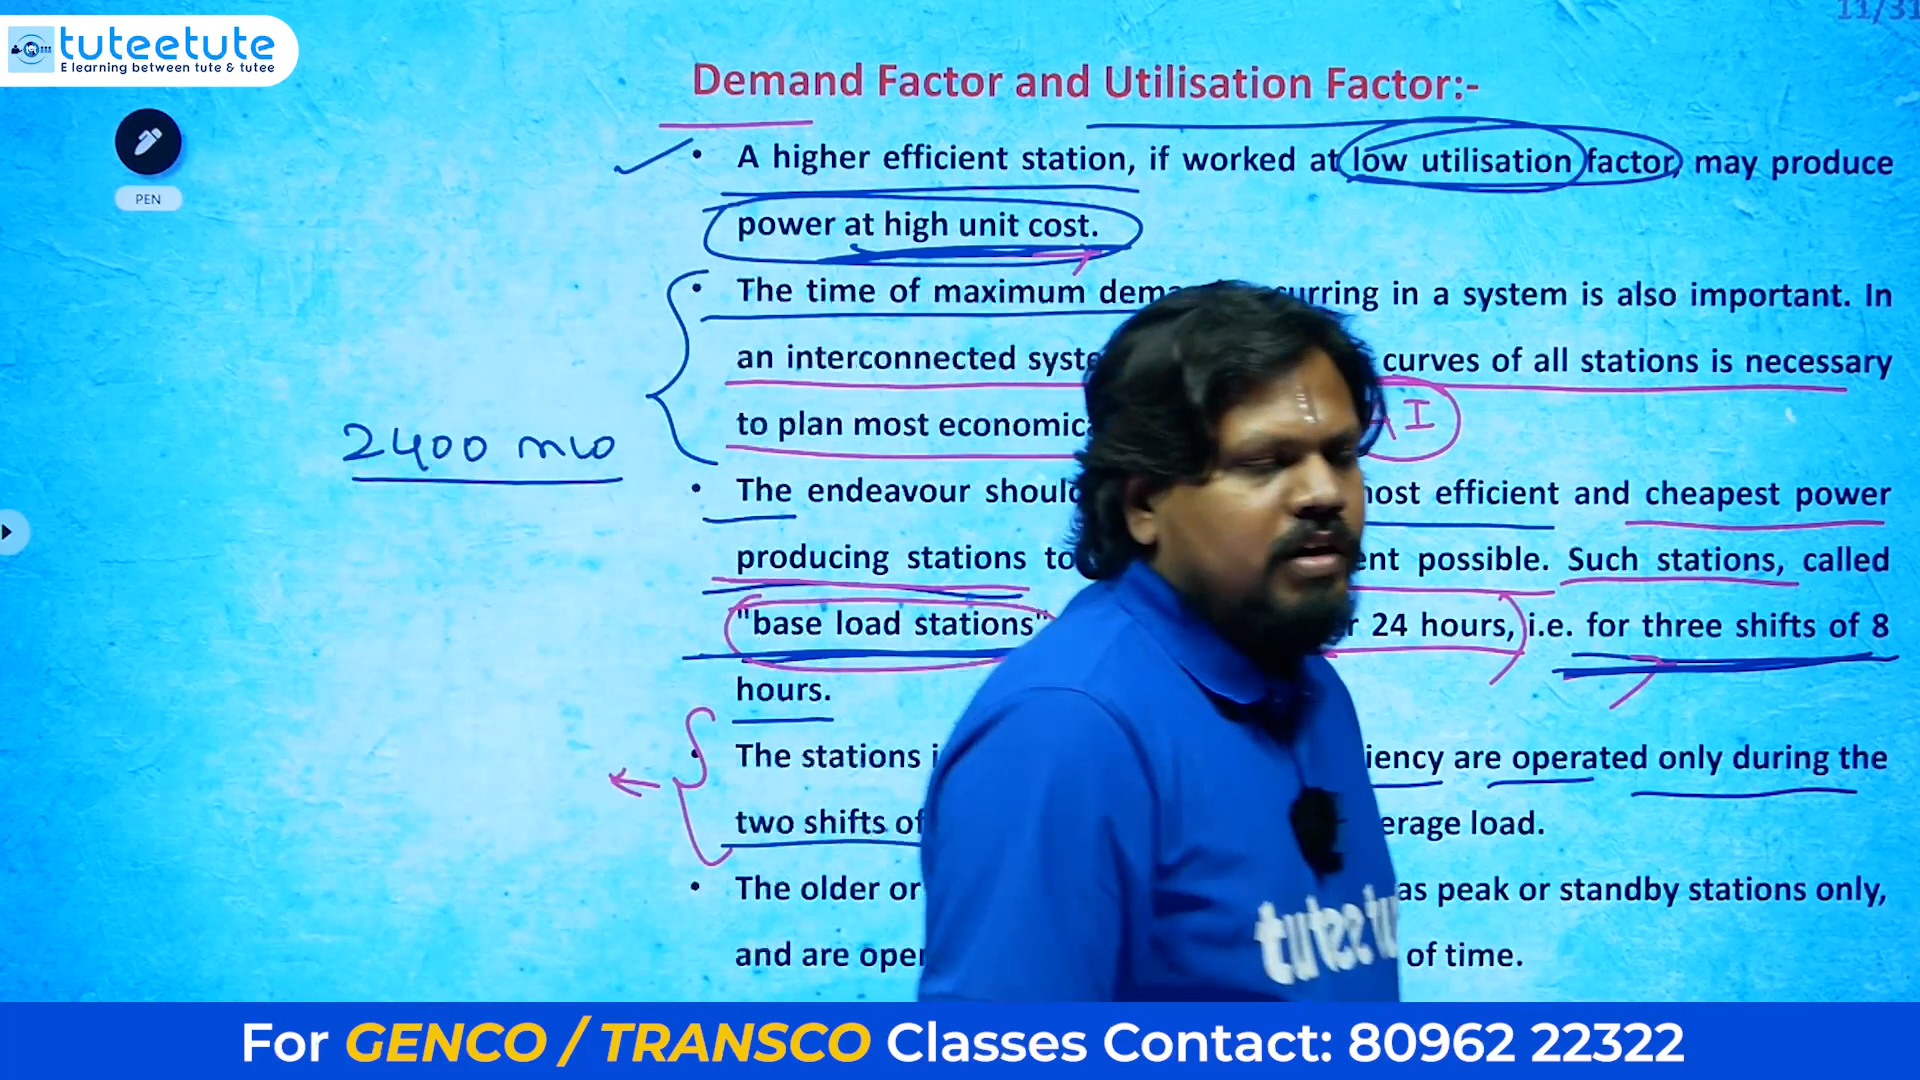 11/31
tuteetute
E learning between tute & tutee
PEN
Demand Factor and Utilisation Factor:-
• A higher efficient station, if worked at low utilisation factor, may produce
power at high unit cost.
• The time of maximum dem urring in a system is also important. In
an interconnected syste curves of all stations is necessary
to plan most economic I
2400 mw
• The endeavour should ost efficient and cheapest power
producing stations to ent possible. Such stations, called
"base load stations" r 24 hours, i.e. for three shifts of 8
hours.
The stations i iency are operated only during the
two shifts of erage load.
• The older or as peak or standby stations only,
and are oper of time.
tutee tu
For GENCO / TRANSCO Classes Contact: 80962 22322